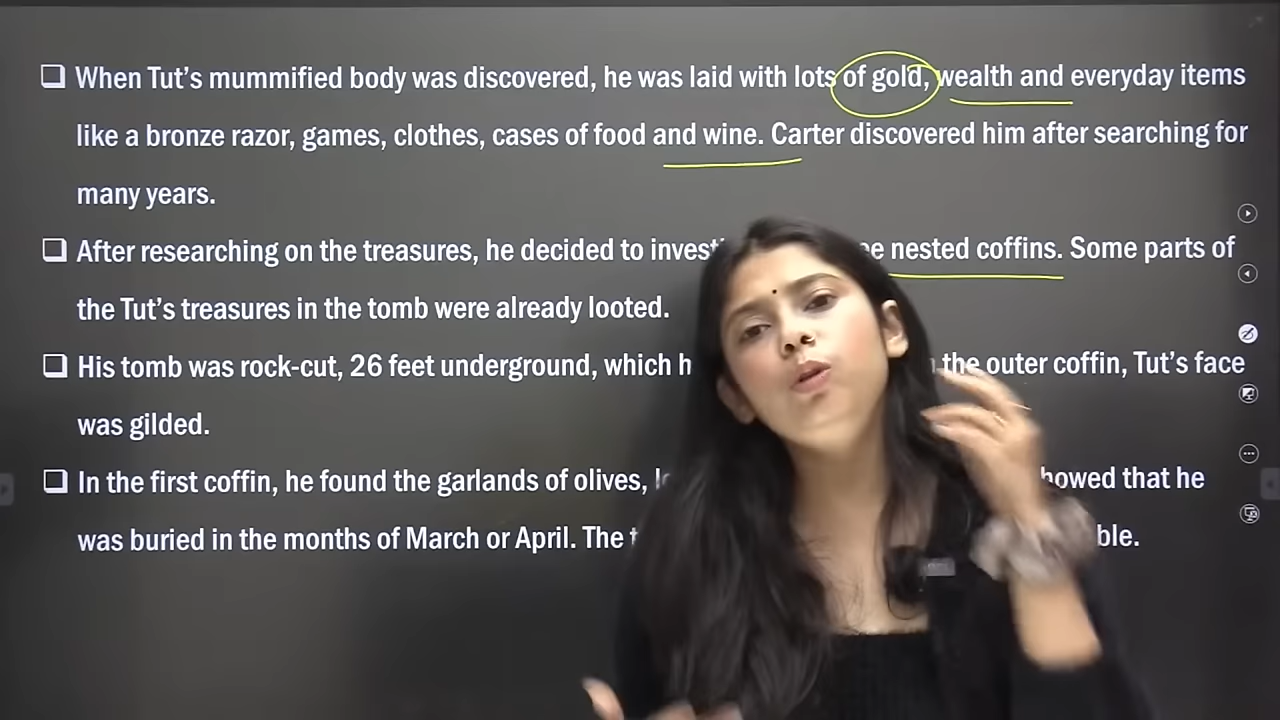 When Tut's mummified body was discovered, he was laid with lots of gold, wealth and everyday items
like a bronze razor, games, clothes, cases of food and wine. Carter discovered him after searching for
many years.
After researching on the treasures, he decided to nested coffins. Some parts of
the Tut's treasures in the tomb were already looted.
His tomb was rock-cut, 26 feet underground, which the outer coffin, Tut's face
was gilded.
In the first coffin, he found the garlands of olives, that he
was buried in the months of March or April. The